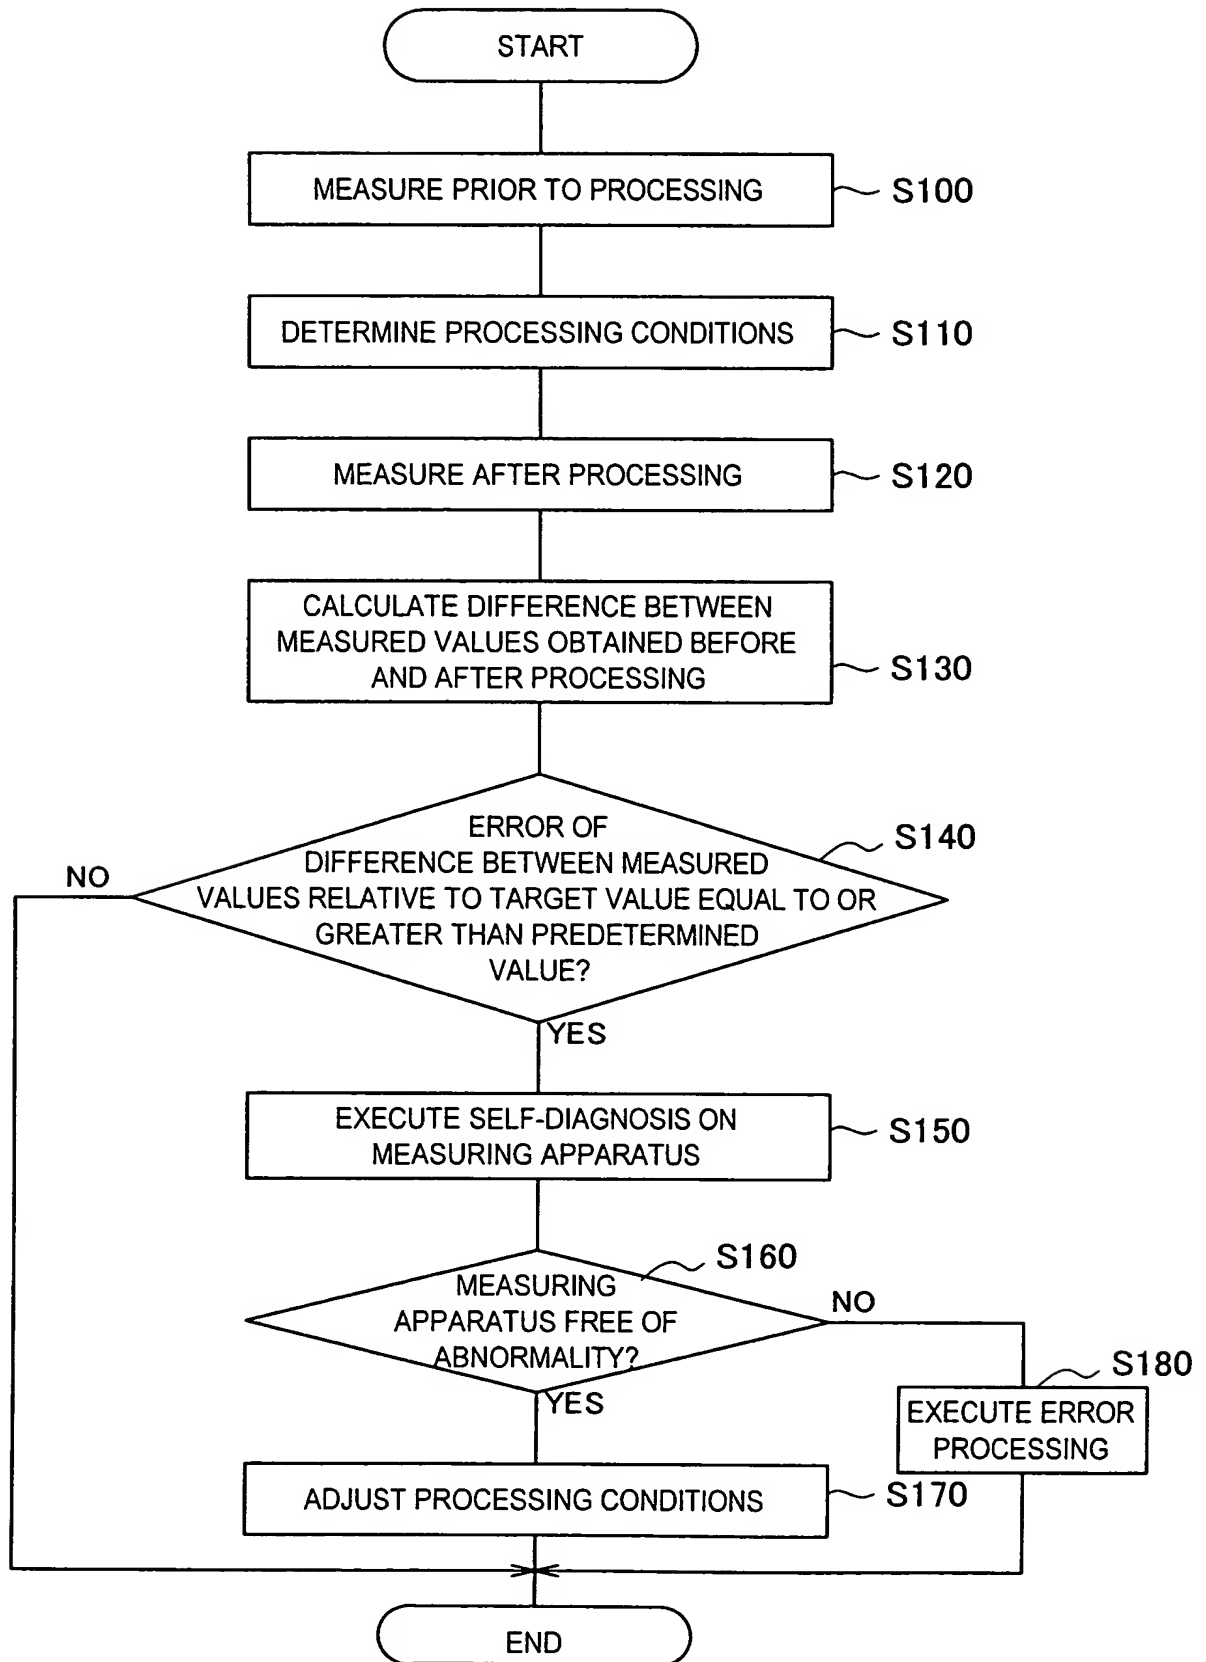 START
MEASURE PRIOR TO PROCESSING
S100
DETERMINE PROCESSING CONDITIONS
S110
MEASURE AFTER PROCESSING
S120
CALCULATE DIFFERENCE BETWEEN
MEASURED VALUES OBTAINED BEFORE
AND AFTER PROCESSING
S130
ERROR OF
DIFFERENCE BETWEEN MEASURED
VALUES RELATIVE TO TARGET VALUE EQUAL TO OR
GREATER THAN PREDETERMINED
VALUE?
S140
NO
YES
EXECUTE SELF-DIAGNOSIS ON
MEASURING APPARATUS
S150
MEASURING
APPARATUS FREE OF
ABNORMALITY?
S160
NO
YES
S180
EXECUTE ERROR
PROCESSING
ADJUST PROCESSING CONDITIONS
S170
END